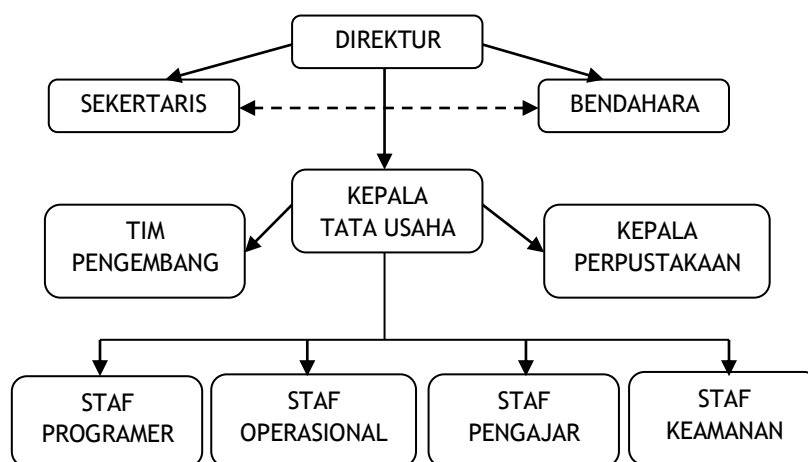 DIREKTUR
SEKERTARIS
BENDAHARA
KEPALA
TATA USAHA
TIM
PENGEMBANG
KEPALA
PERPUSTAKAAN
STAF
PROGRAMER
STAF
OPERASIONAL
STAF
PENGAJAR
STAF
KEAMANAN